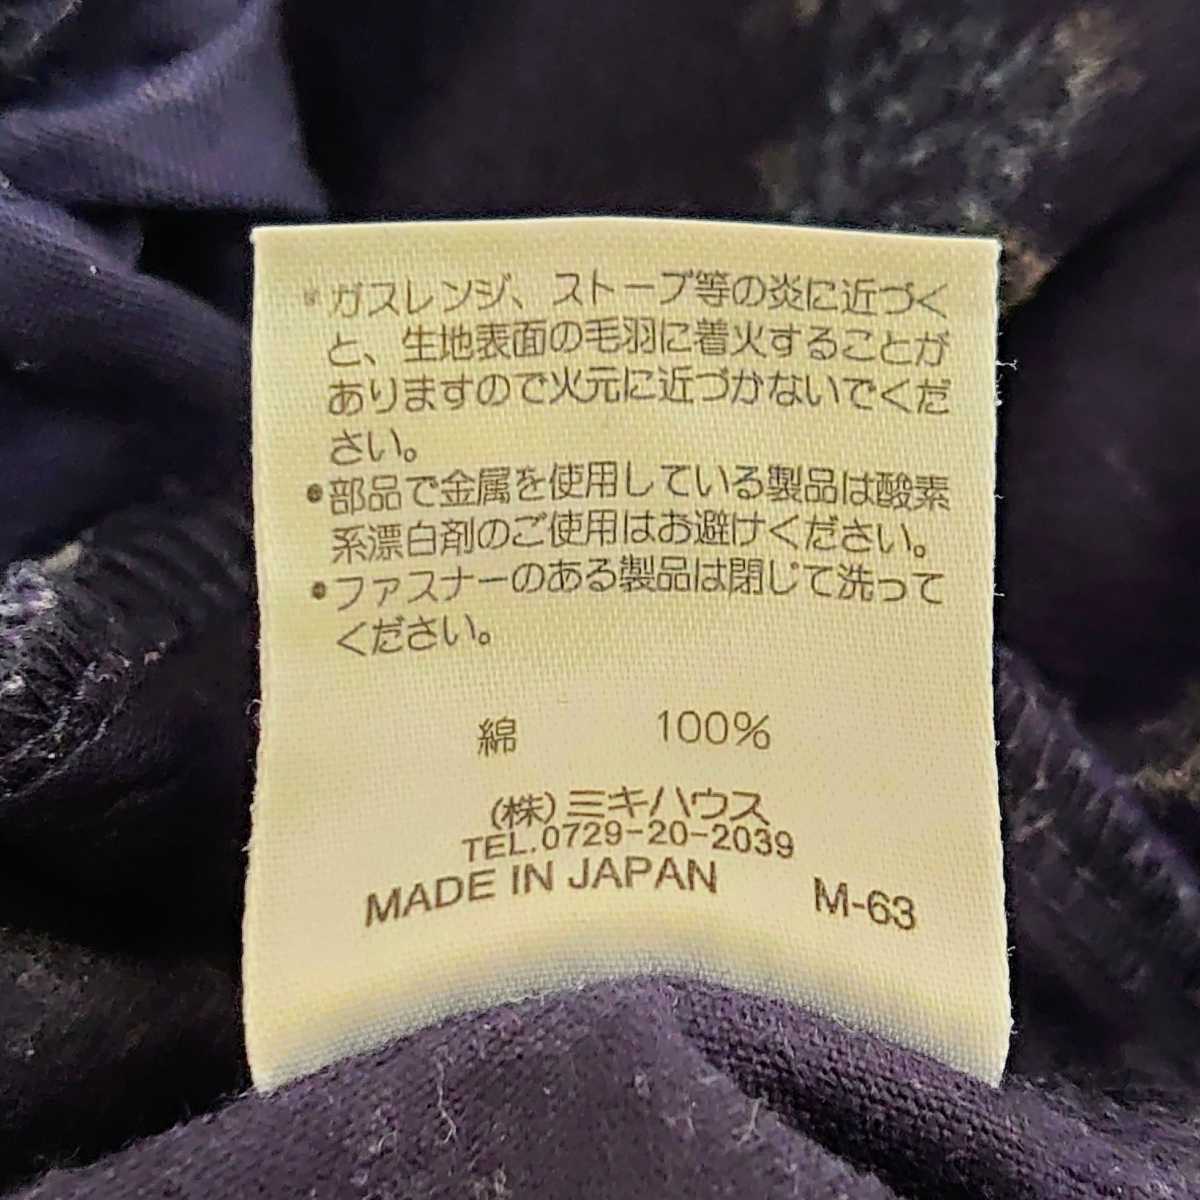 ●ガスレンジ、ストーブ等の炎に近づく
と、生地表面の毛羽に着火することが
ありますので火元に近づかないでくだ
さい。
●部品で金属を使用している製品は酸素
系漂白剤のご使用はお避けください。
●ファスナーのある製品は閉じて洗って
ください。
綿 100%
(株)ミキハウス
TEL.0729-20-2039
MADE IN JAPAN M-63